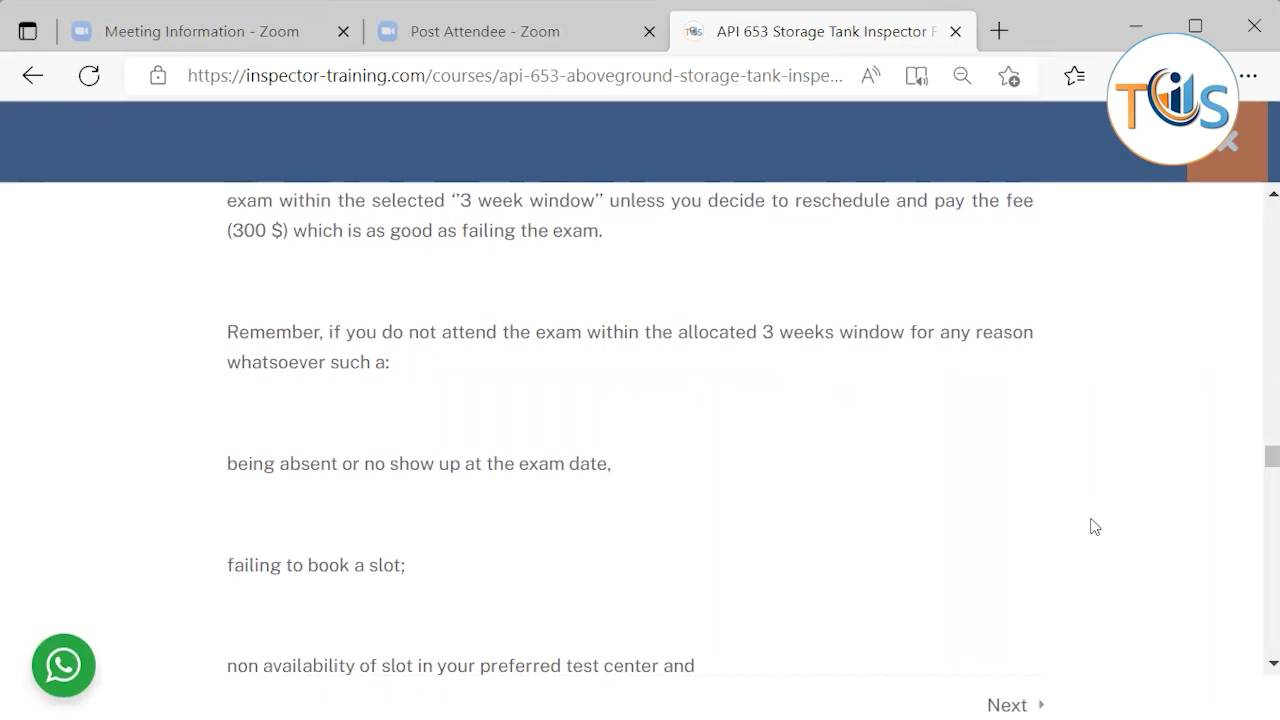 Meeting Information - Zoom
Post Attendee - Zoom
API 653 Storage Tank Inspector F
https://inspector-training.com/courses/api-653-aboveground-storage-tank-inspe...
TIS
exam within the selected ‘’3 week window’’ unless you decide to reschedule and pay the fee
(300 $) which is as good as failing the exam.
Remember, if you do not attend the exam within the allocated 3 weeks window for any reason
whatsoever such a:
being absent or no show up at the exam date,
failing to book a slot;
non availability of slot in your preferred test center and
Next